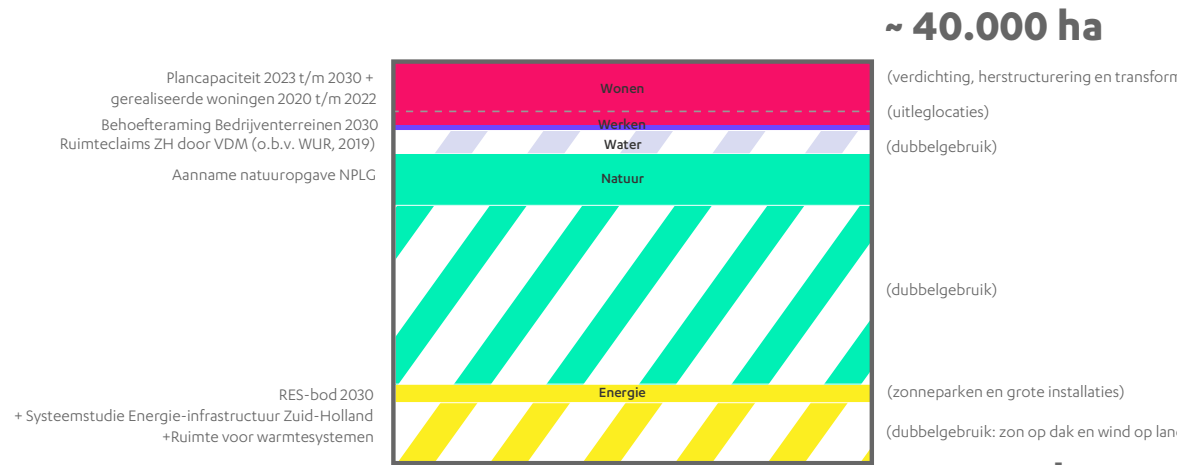 ~ 40.000 ha
Plancapaciteit 2023 t/m 2030 +
gerealiseerde woningen 2020 t/m 2022
Behoefteraming Bedrijventerreinen 2030
Ruimteclaims ZH door VDM (o.b.v. WUR, 2019)
Aanname natuuropgave NPLG
RES-bod 2030
+ Systeemstudie Energie-infrastructuur Zuid-Holland
+Ruimte voor warmtesystemen
Wonen
Werken
Water
Natuur
Energie
(verdichting, herstructurering en
(uitleglocaties)
(dubbelgebruik)
(dubbelgebruik)
(zonneparken en grote installaties)
(dubbelgebruik: zon op dak en wind op